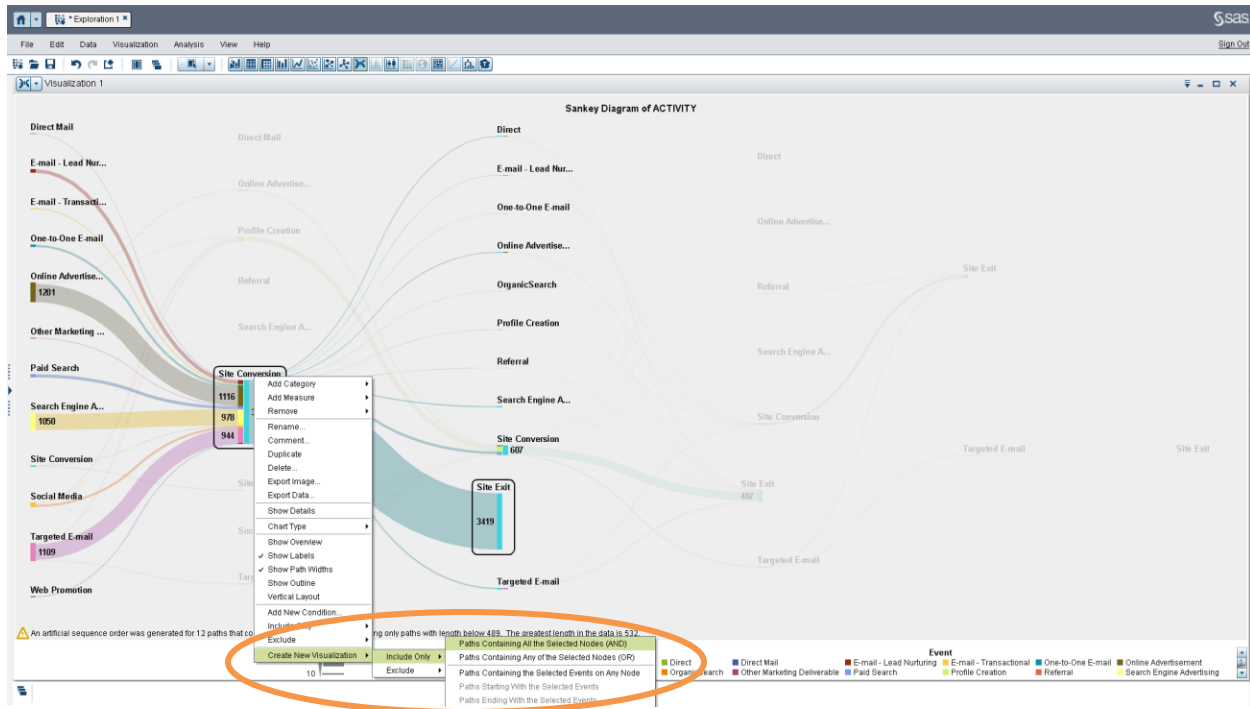 * Exploration 1
sas
File Edit Data Visualization Analysis View Help
Sign Out
Visualization 1
Sankey Diagram of ACTIVITY
Direct Mail
E-mail - Lead Nur...
E-mail - Transacti...
One-to-One E-mail
Online Advertise...
1201
Other Marketing ...
Paid Search
Search Engine A...
1050
Site Conversion
Social Media
Targeted E-mail
1109
Web Promotion
Direct Mail
Online Advertise...
Profile Creation
Referral
Search Engine A...
Site Conversion
1116
978
944
Add Category
Add Measure
Remove
Rename...
Comment...
Duplicate
Delete...
Export Image...
Export Data...
Show Details
Chart Type
Show Overview
Show Labels
Show Path Widths
Show Outline
Vertical Layout
Add New Condition...
Exclude
Create New Visualization
Include Only
Exclude
Paths Containing All the Selected Nodes (AND)
Paths Containing Any of the Selected Nodes (OR)
Paths Containing the Selected Events on Any Node
Paths Starting With the Selected Events
Paths Ending With the Selected Events
Direct
E-mail - Lead Nur...
One-to-One E-mail
Online Advertise...
OrganicSearch
Profile Creation
Referral
Search Engine A...
Site Conversion
607
Site Exit
3419
Targeted E-mail
Direct
Online Advertise...
Referral
Search Engine A...
Site Conversion
Site Exit
407
Targeted E-mail
Site Exit
Targeted E-mail
Site Exit
An artificial sequence order was generated for 12 paths that co
ng only paths with length below 489. The greatest length in the data is 532.
10
Event
Direct Direct Mail E-mail - Lead Nurturing E-mail - Transactional One-to-One E-mail Online Advertisement
Organic Search Other Marketing Deliverable Paid Search Profile Creation Referral Search Engine Advertising